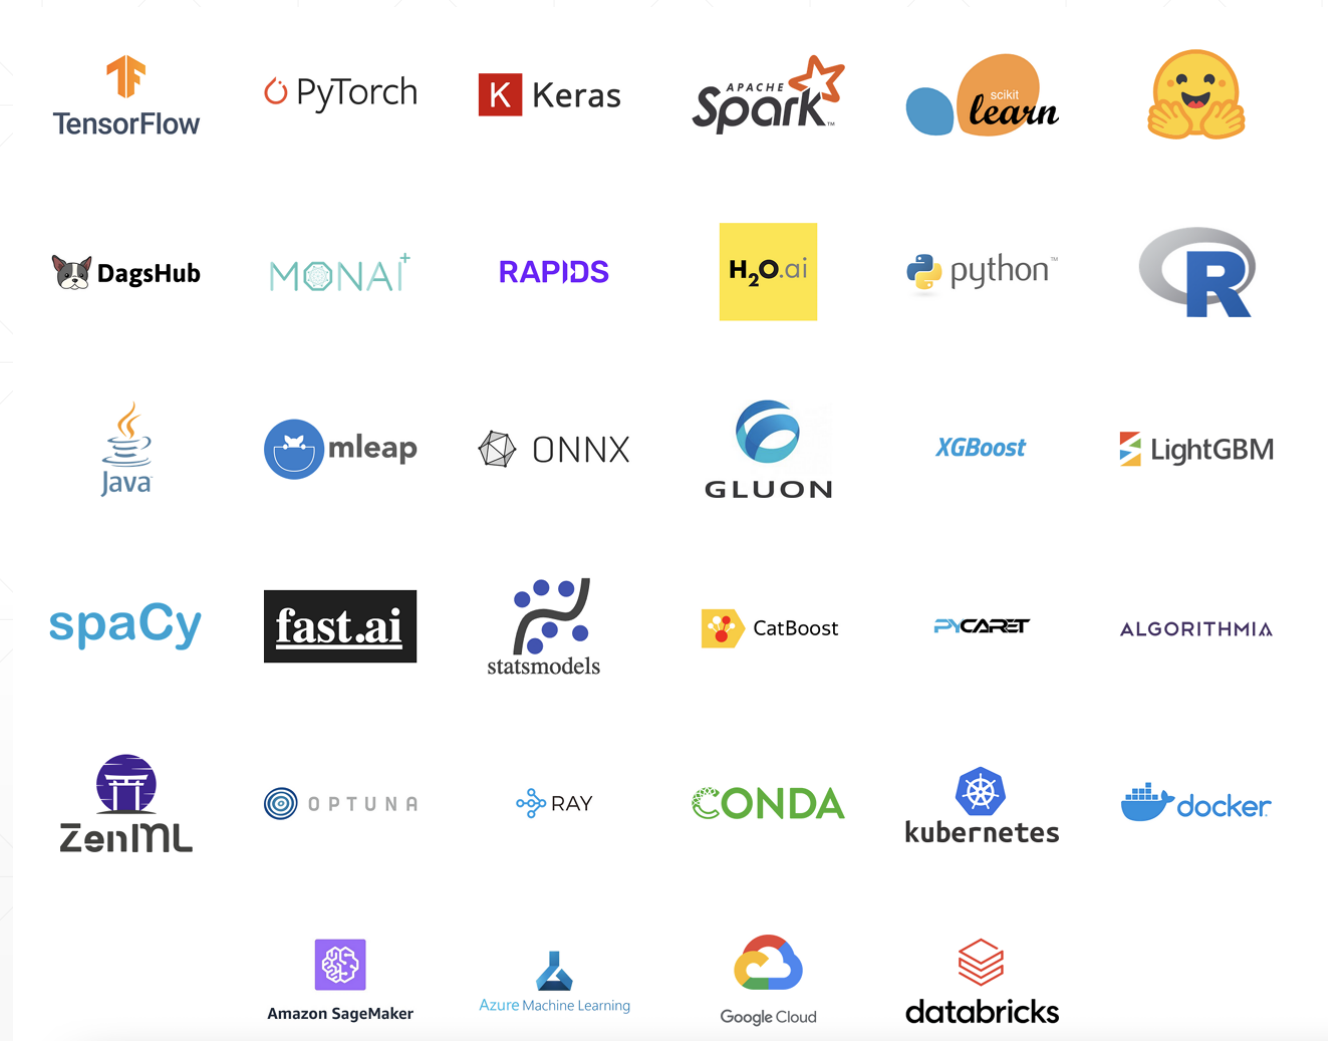 TensorFlow
PyTorch
K Keras
APACHE
Spark™
scikit
learn
DagsHub
MONAI+
RAPIDS
H2O.ai
python™
R
Java
mleap
ONNX
GLUON
XGBoost
LightGBM
spaCy
fast.ai
statsmodels
CatBoost
PYCARET
ALGORITHMIA
ZenML
OPTUNA
RAY
CONDA
kubernetes
docker
Amazon SageMaker
Azure Machine Learning
Google Cloud
databricks